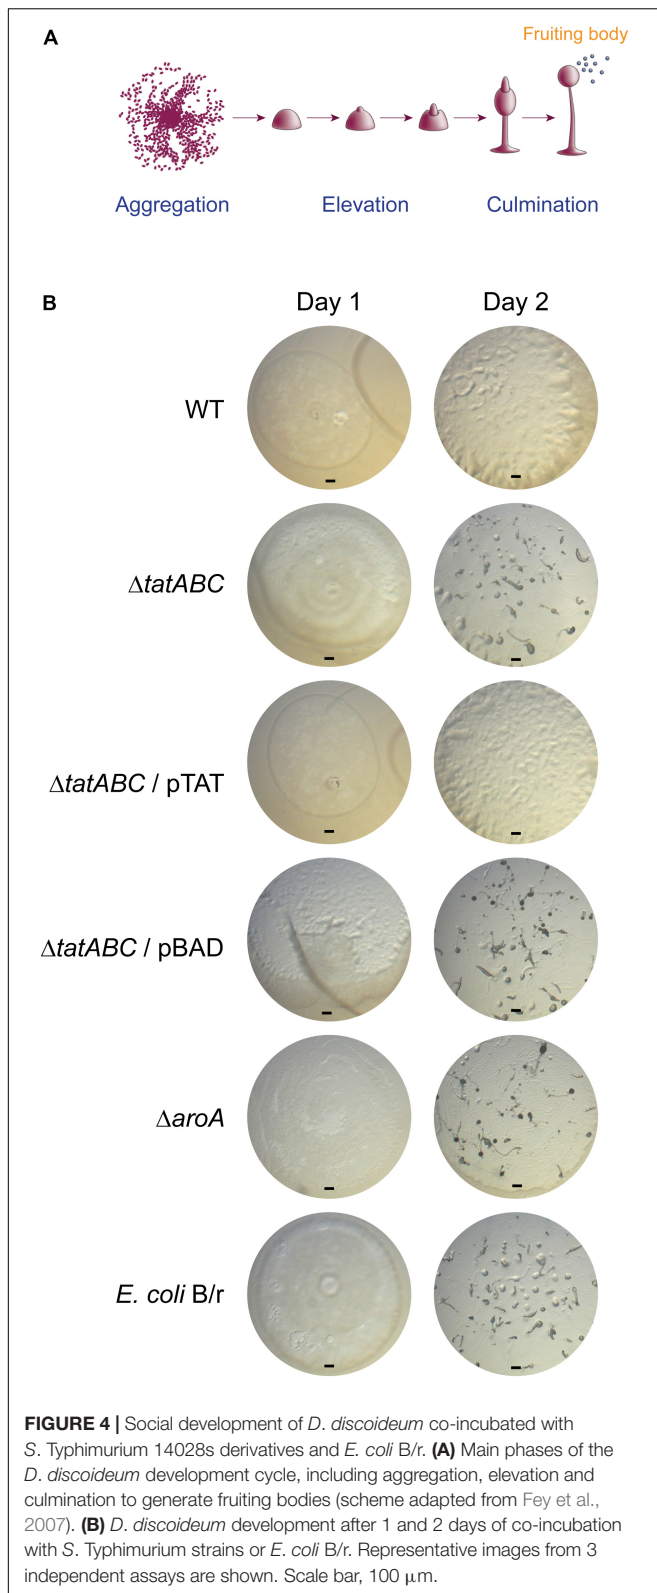 A
Fruiting body
Aggregation
Elevation
Culmination
B
Day 1
Day 2
WT
ΔtatABC
ΔtatABC / pTAT
ΔtatABC / pBAD
ΔaroA
E. coli B/r
FIGURE 4 | Social development of D. discoideum co-incubated with
S. Typhimurium 14028s derivatives and E. coli B/r. (A) Main phases of the
D. discoideum development cycle, including aggregation, elevation and
culmination to generate fruiting bodies (scheme adapted from Fey et al.,
2007). (B) D. discoideum development after 1 and 2 days of co-incubation
with S. Typhimurium strains or E. coli B/r. Representative images from 3
independent assays are shown. Scale bar, 100 μm.